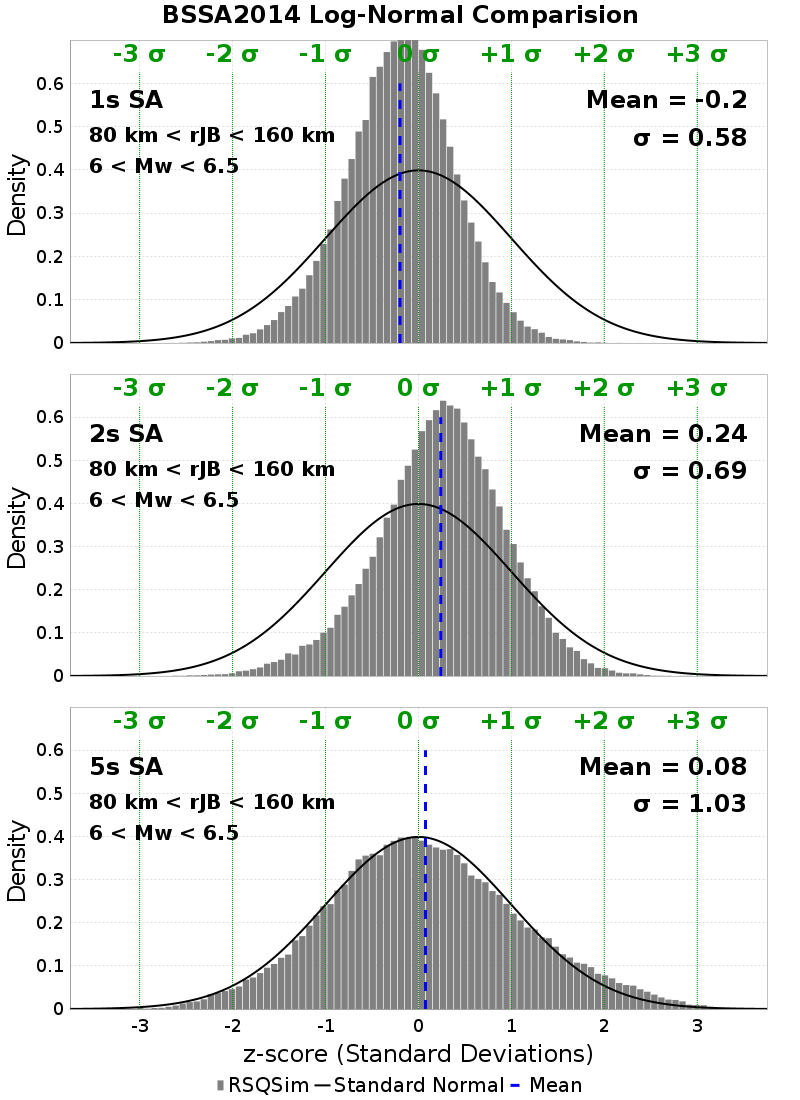 BSSA2014 Log-Normal Comparision
-3 σ -2 σ -1 σ 0 σ +1 σ +2 σ +3 σ
1s SA
Mean = -0.2
80 km < rJB < 160 km
σ = 0.58
6 < Mw < 6.5
Density
0.6
0.5
0.4
0.3
0.2
0.1
0
-3 σ -2 σ -1 σ 0 σ +1 σ +2 σ +3 σ
2s SA
Mean = 0.24
80 km < rJB < 160 km
σ = 0.69
6 < Mw < 6.5
Density
0.6
0.5
0.4
0.3
0.2
0.1
0
-3 σ -2 σ -1 σ 0 σ +1 σ +2 σ +3 σ
5s SA
Mean = 0.08
80 km < rJB < 160 km
σ = 1.03
6 < Mw < 6.5
Density
0.6
0.5
0.4
0.3
0.2
0.1
0
-3 -2 -1 0 1 2 3
z-score (Standard Deviations)
RSQSim Standard Normal Mean